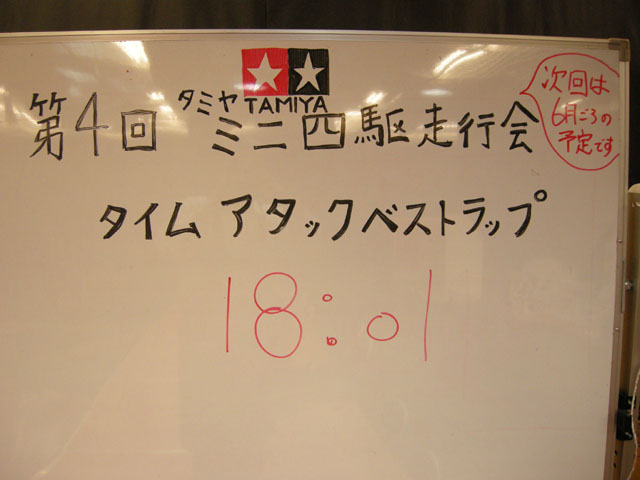 TAMIYA
第4回 タミヤ ミニ四駆走行会
次回は
6月ごろの
予定です
タイム アタックベストラップ
18:01